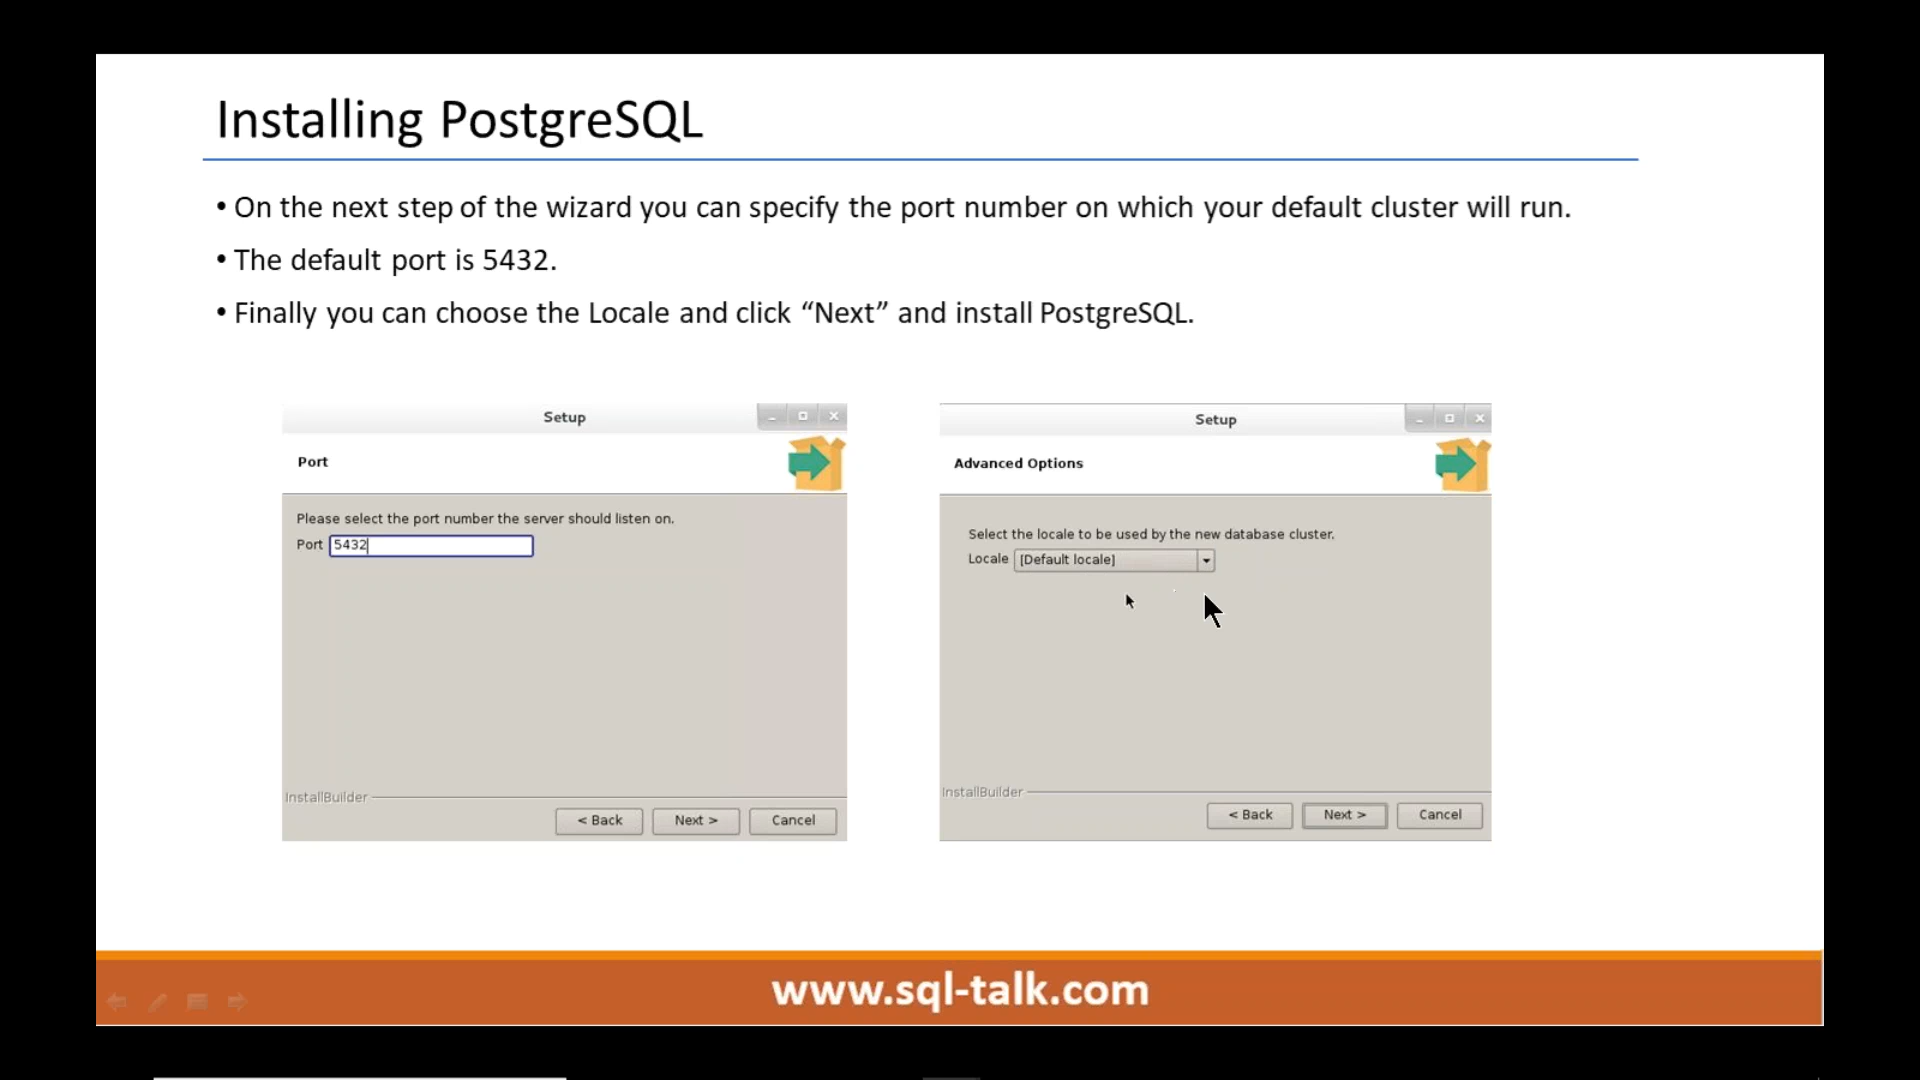 Installing PostgreSQL
• On the next step of the wizard you can specify the port number on which your default cluster will run.
• The default port is 5432.
• Finally you can choose the Locale and click “Next” and install PostgreSQL.
Setup
Port
Please select the port number the server should listen on.
Port 5432
InstallBuilder
< Back Next > Cancel
Setup
Advanced Options
Select the locale to be used by the new database cluster.
Locale [Default locale]
InstallBuilder
< Back Next > Cancel
www.sql-talk.com